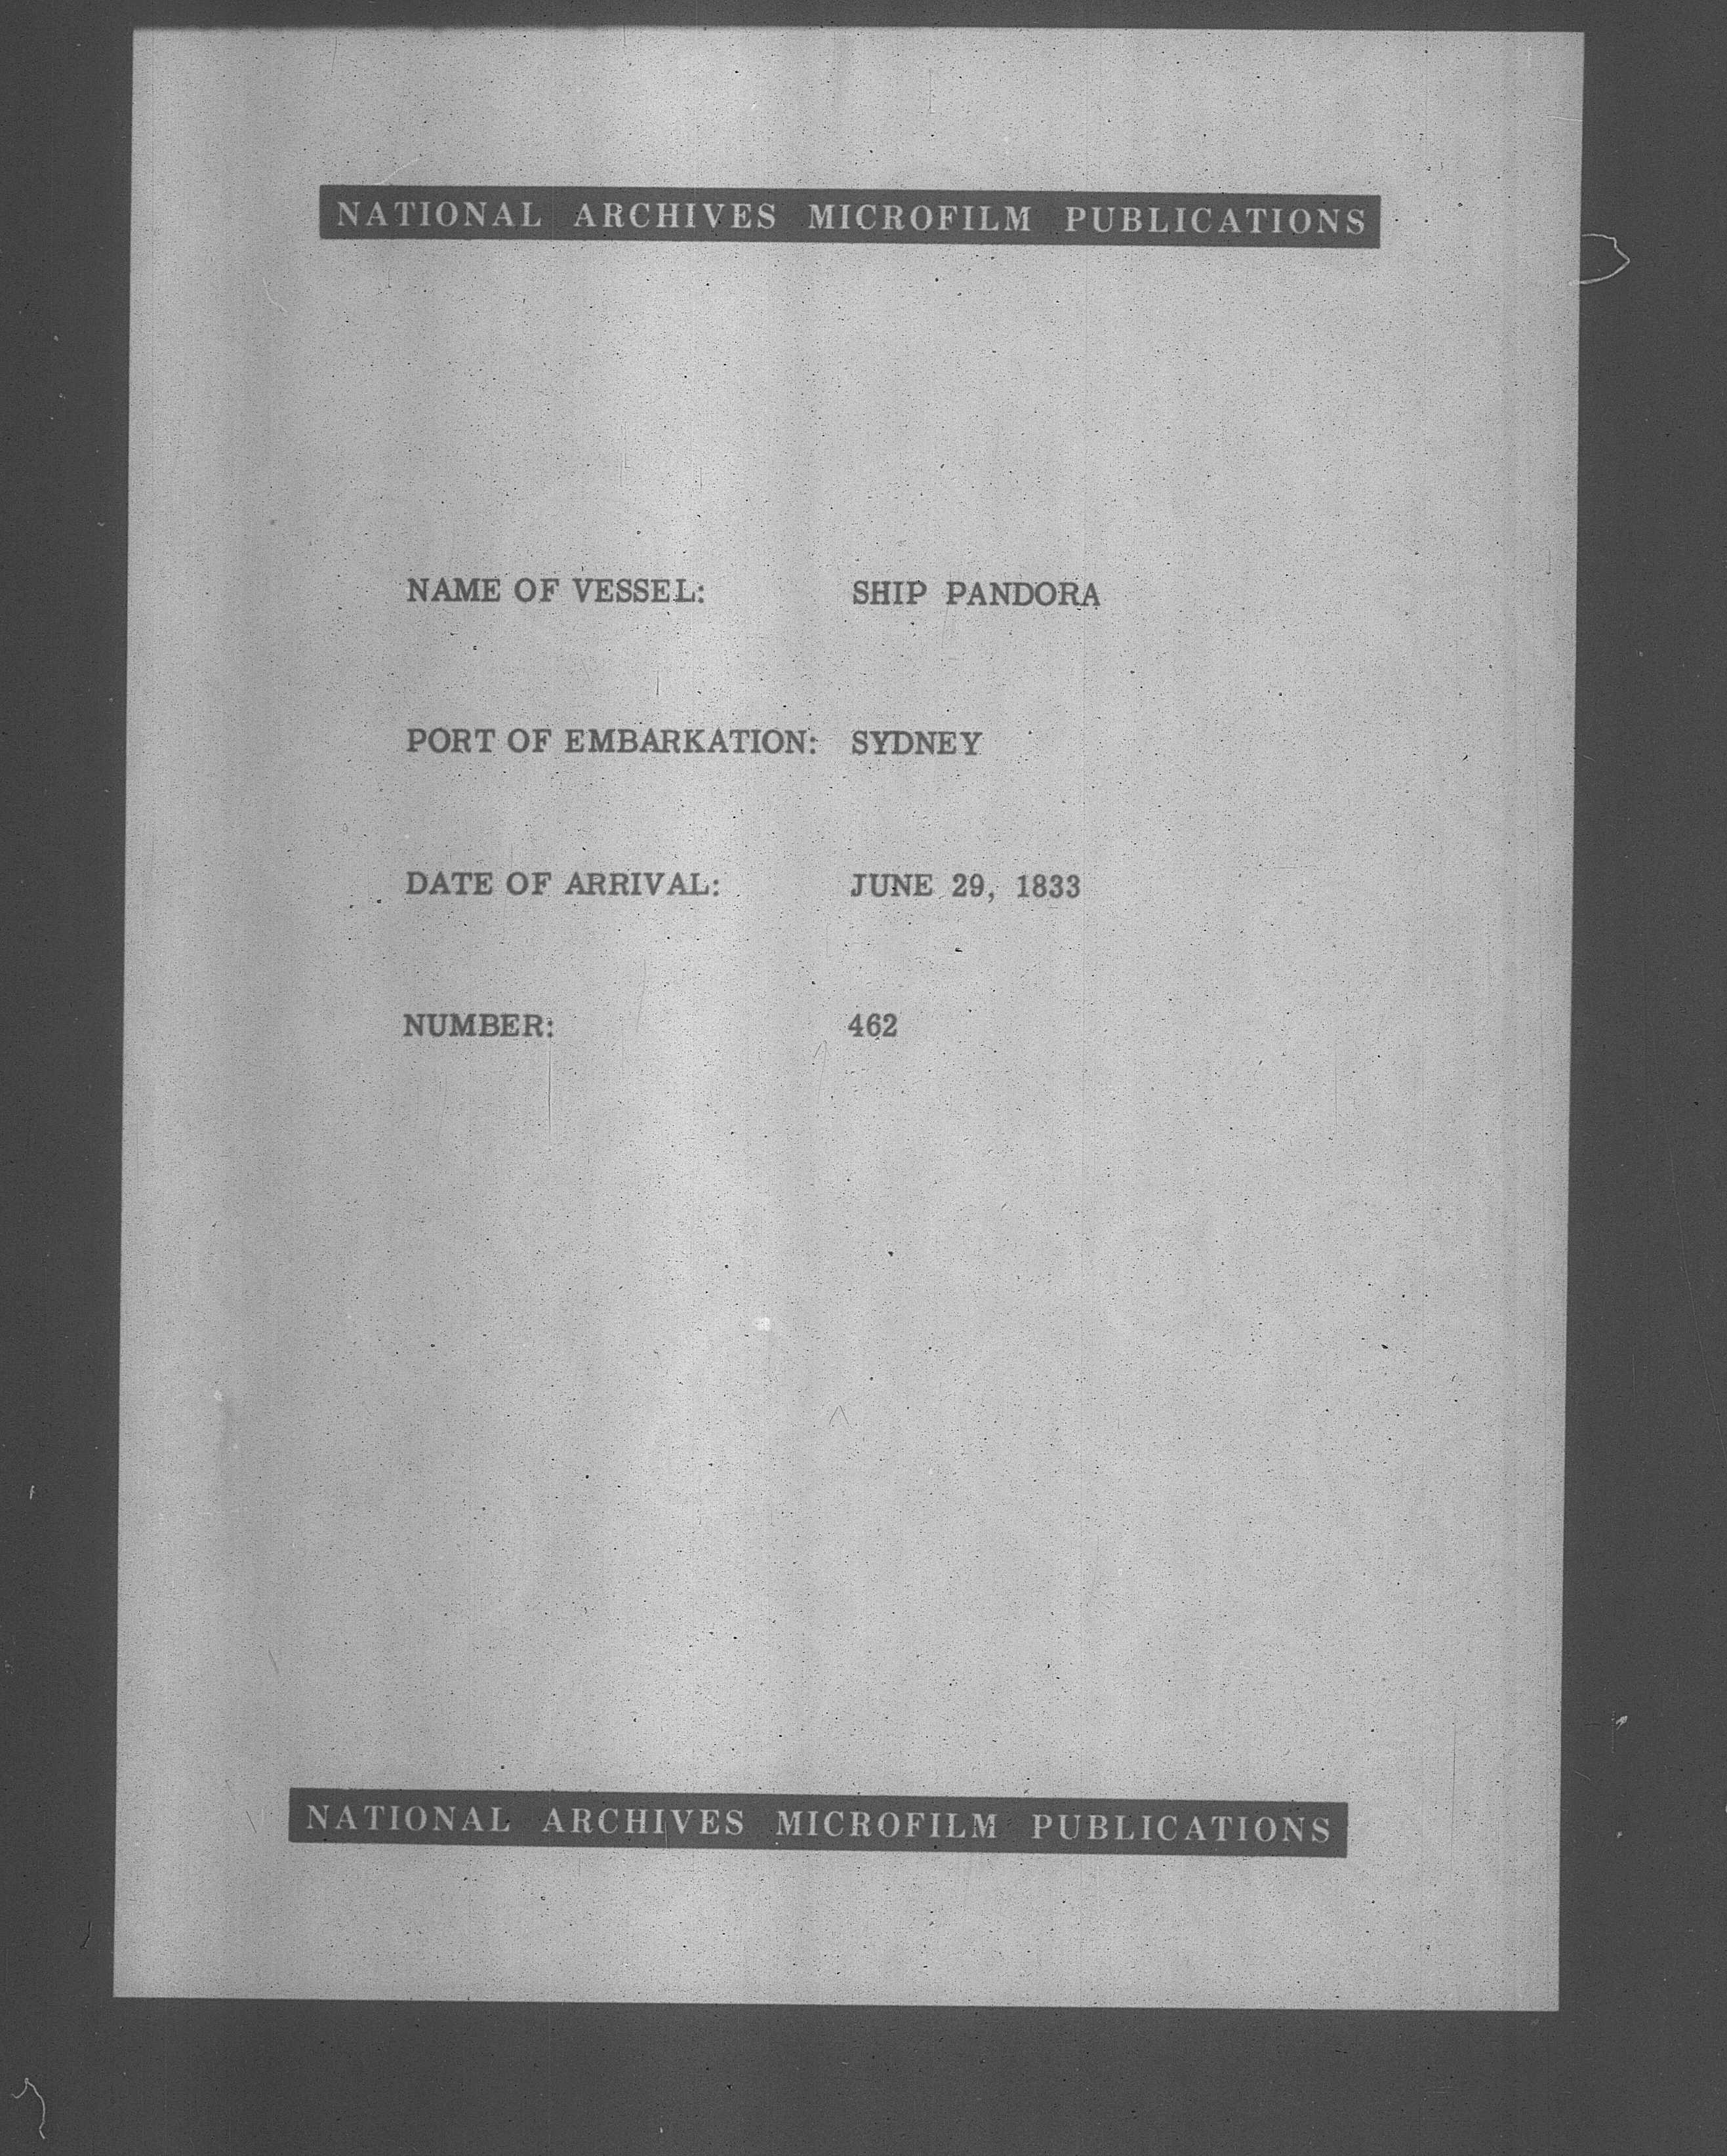 NATIONAL ARCHIVES MICROFILM PUBLICATIONS
NAME OF VESSEL: SHIP PANDORA
PORT OF EMBARKATION: SYDNEY
DATE OF ARRIVAL: JUNE 29, 1833
NUMBER: 462
NATIONAL ARCHIVES MICROFILM PUBLICATIONS